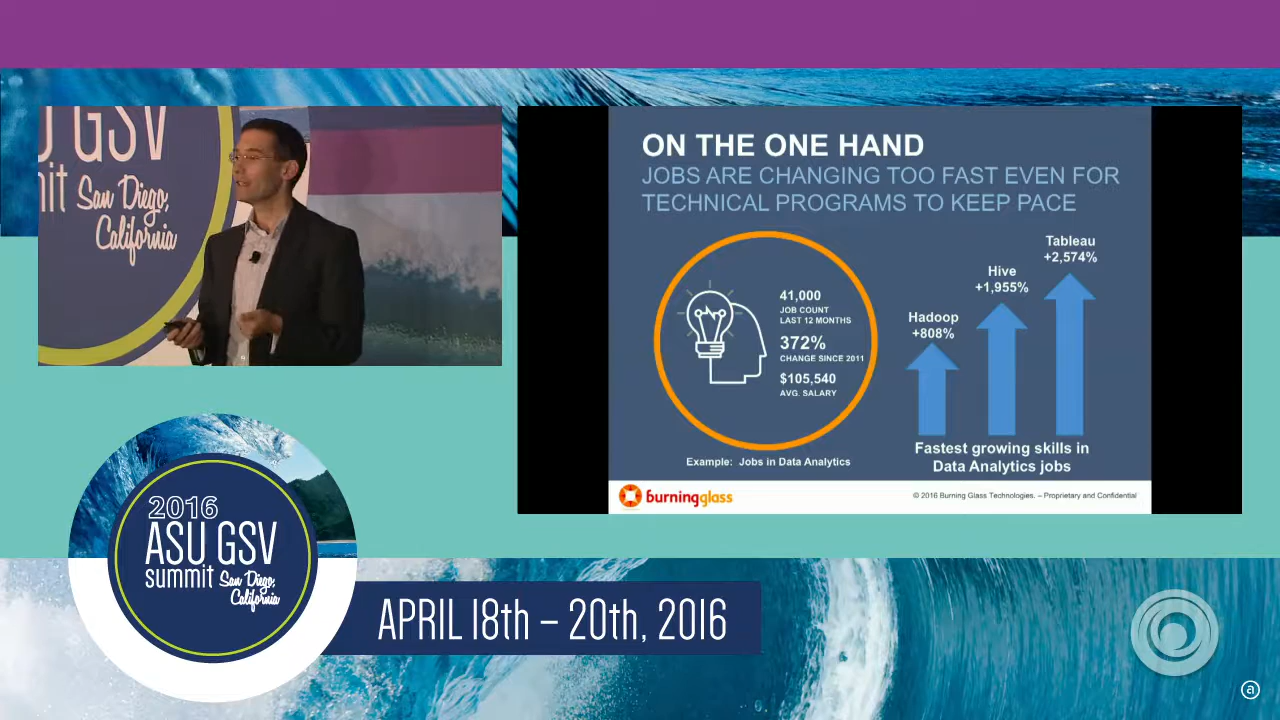 U GSV
mit San Diego,
California
ON THE ONE HAND
JOBS ARE CHANGING TOO FAST EVEN FOR
TECHNICAL PROGRAMS TO KEEP PACE
41,000
JOB COUNT
LAST 12 MONTHS
372%
CHANGE SINCE 2011
$105,540
AVG. SALARY
Example: Jobs in Data Analytics
Hadoop
+808%
Hive
+1,955%
Tableau
+2,574%
Fastest growing skills in
Data Analytics jobs
burningglass
© 2016 Burning Glass Technologies. – Proprietary and Confidential
2016
ASU GSV
summit San Diego,
California
APRIL 18th – 20th, 2016
a